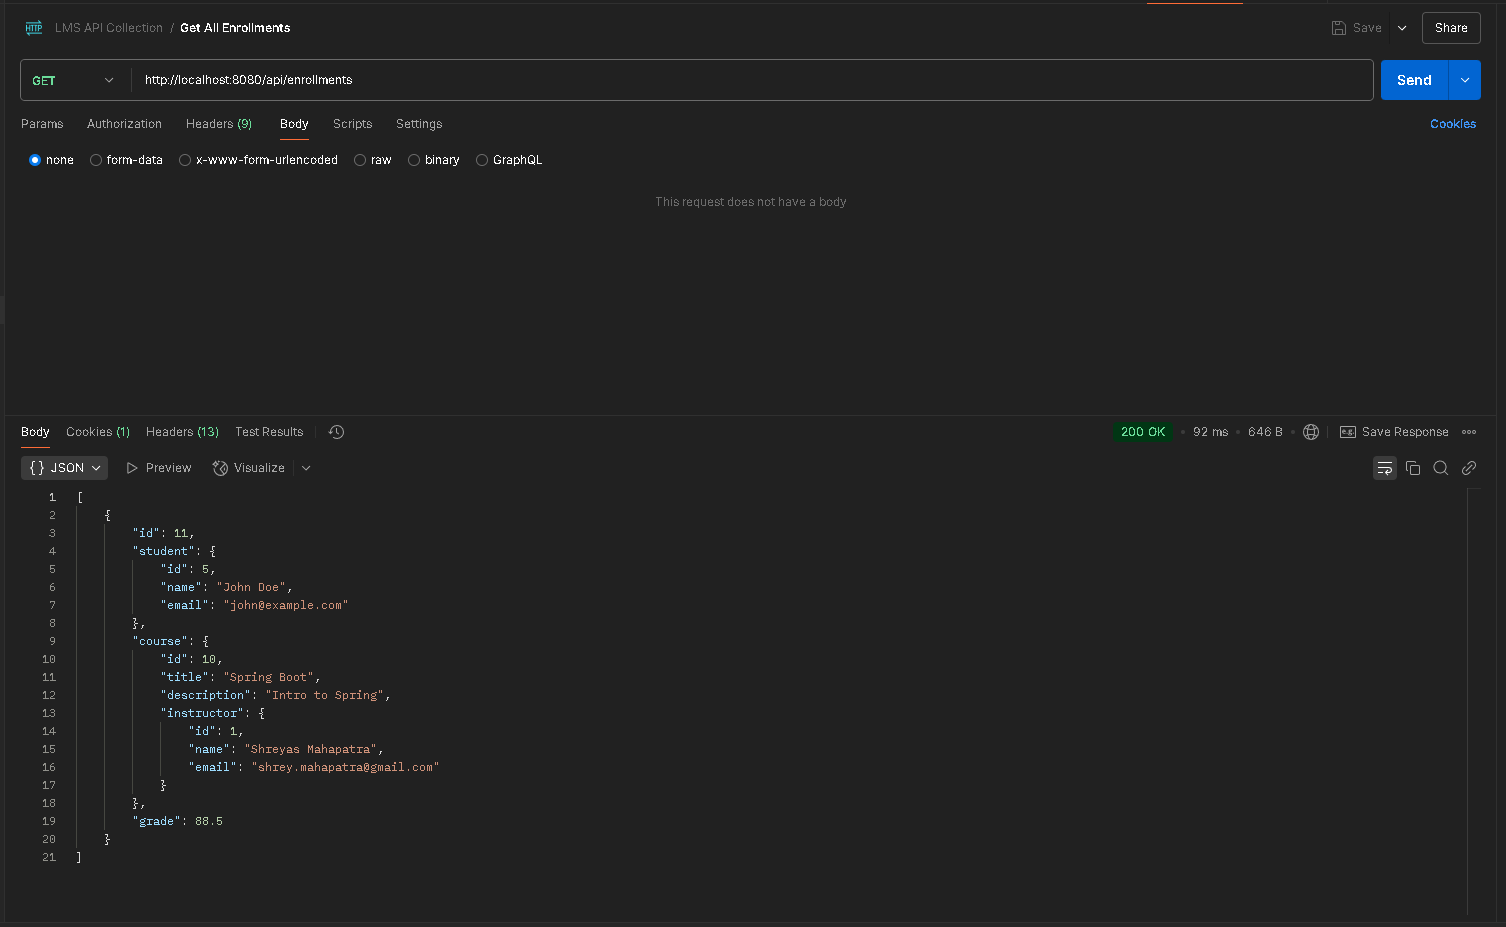 HTTP LMS API Collection / Get All Enrollments Save Share
GET http://localhost:8080/api/enrollments Send
Params Authorization Headers (9) Body Scripts Settings Cookies
none form-data x-www-form-urlencoded raw binary GraphQL
This request does not have a body
Body Cookies (1) Headers (13) Test Results 200 OK • 92 ms • 646 B • e.g. Save Response
{} JSON Preview Visualize
1 [
2 {
3 "id": 11,
4 "student": {
5 "id": 5,
6 "name": "John Doe",
7 "email": "john@example.com"
8 },
9 "course": {
10 "id": 10,
11 "title": "Spring Boot",
12 "description": "Intro to Spring",
13 "instructor": {
14 "id": 1,
15 "name": "Shreyas Mahapatra",
16 "email": "shrey.mahapatra@gmail.com"
17 }
18 },
19 "grade": 88.5
20 }
21 ]